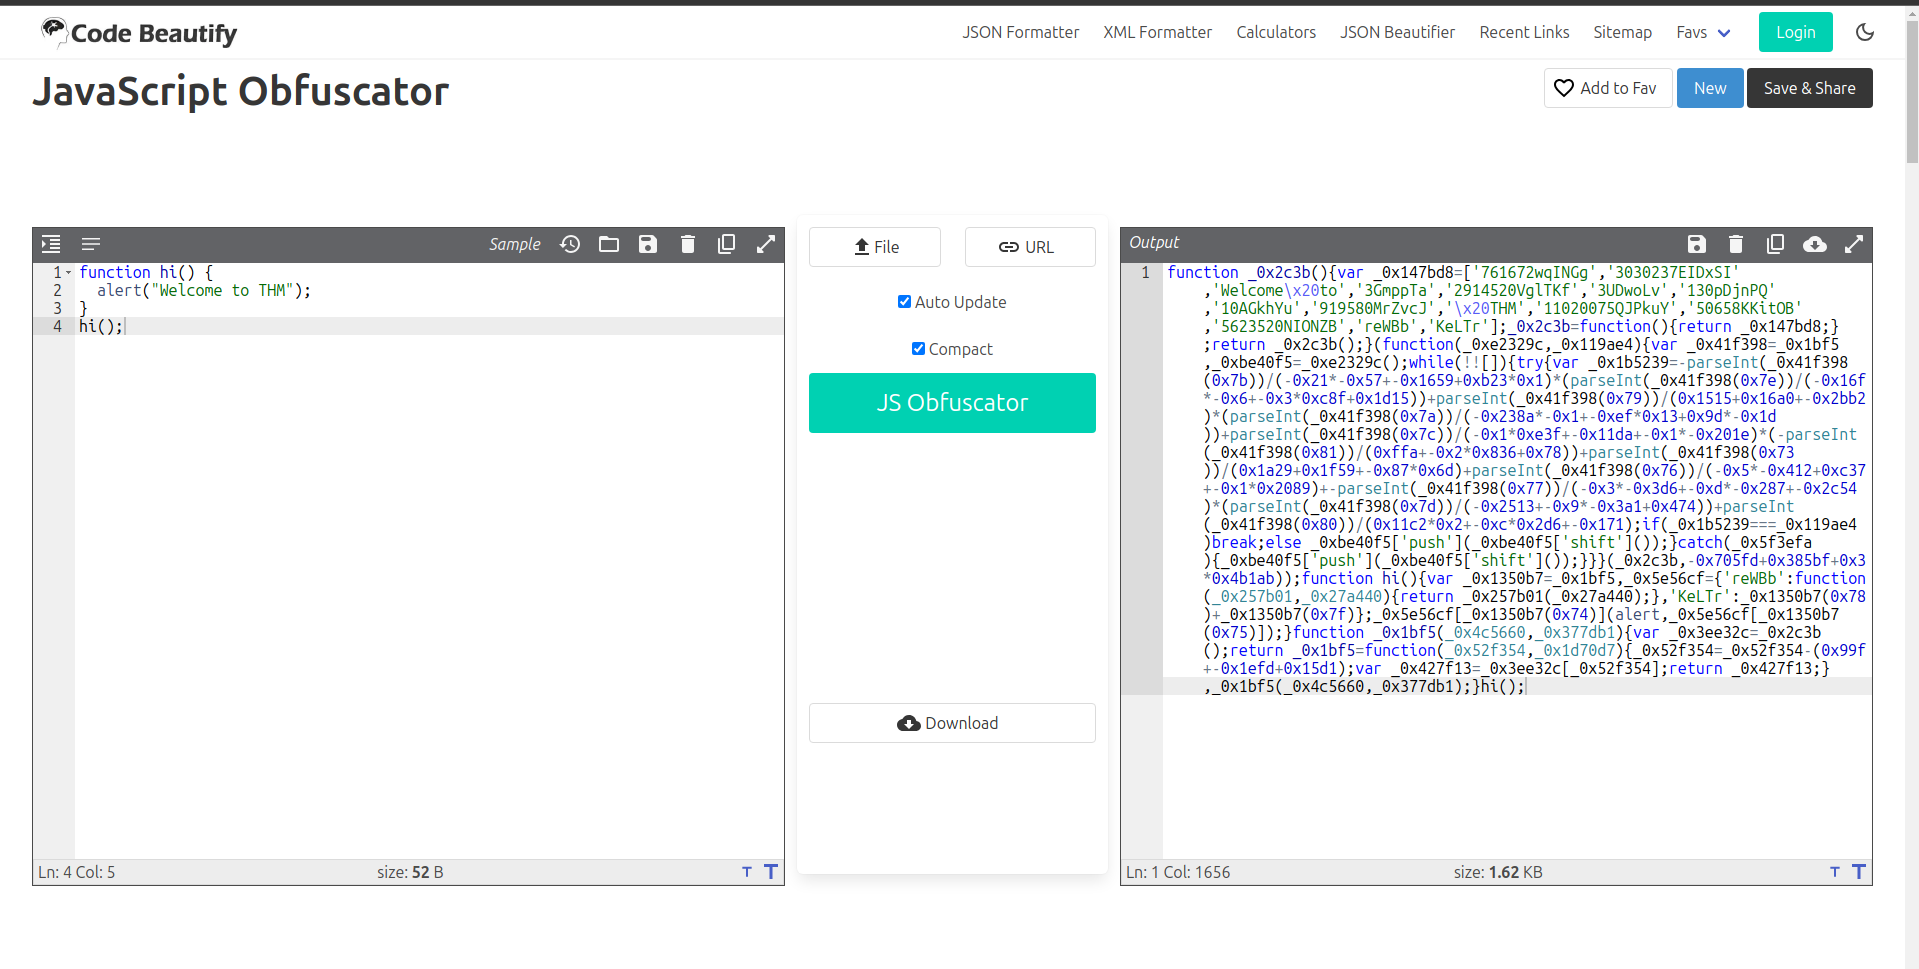 Code Beautify
JSON Formatter XML Formatter Calculators JSON Beautifier Recent Links Sitemap Favs Login
JavaScript Obfuscator
Add to Fav New Save & Share
Sample
1 function hi() {
2   alert("Welcome to THM");
3 }
4 hi();
Ln: 4 Col: 5 size: 52 B T T
File URL
Auto Update
Compact
JS Obfuscator
Download
Output
1 function _0x2c3b(){var _0x147bd8=['761672wqINGg','3030237EIDxSI'
,'Welcome\x20to','3GmppTa','2914520VglTKf','3UDwoLv','130pDjnPQ'
,'10AGkhYu','919580MrZvcJ','\x20THM','11020075QJPkuY','50658KKitOB'
,'5623520NIONZB','reWBb','KeLTr'];_0x2c3b=function(){return _0x147bd8;}
;return _0x2c3b();}(function(_0xe2329c,_0x119ae4){var _0x41f398=_0x1bf5
,_0xbe40f5=_0xe2329c();while(!![]){try{var _0x1b5239=-parseInt(_0x41f398
(0x7b))/(-0x21*-0x57+-0x1659+0xb23*0x1)*(parseInt(_0x41f398(0x7e))/(-0x16f
*-0x6+-0x3*0xc8f+0x1d15))+parseInt(_0x41f398(0x79))/(0x1515+0x16a0+-0x2bb2
)*(parseInt(_0x41f398(0x7a))/(-0x238a*-0x1+-0xef*0x13+0x9d*-0x1d
))+parseInt(_0x41f398(0x7c))/(-0x1*0xe3f+-0x11da+-0x1*-0x201e)*(-parseInt
(_0x41f398(0x81))/(0xffa+-0x2*0x836+0x78))+parseInt(_0x41f398(0x73
))/(0x1a29+0x1f59+-0x87*0x6d)+parseInt(_0x41f398(0x76))/(-0x5*-0x412+0xc37
+-0x1*0x2089)+-parseInt(_0x41f398(0x77))/(-0x3*-0x3d6+-0xd*-0x287+-0x2c54
)*(parseInt(_0x41f398(0x7d))/(-0x2513+-0x9*-0x3a1+0x474))+parseInt
(_0x41f398(0x80))/(0x11c2*0x2+-0xc*0x2d6+-0x171);if(_0x1b5239===_0x119ae4
)break;else _0xbe40f5['push'](_0xbe40f5['shift']());}catch(_0x5f3efa
){_0xbe40f5['push'](_0xbe40f5['shift']());}}}(_0x2c3b,-0x705fd+0x385bf+0x3
*0x4b1ab));function hi(){var _0x1350b7=_0x1bf5,_0x5e56cf={'reWBb':function
(_0x257b01,_0x27a440){return _0x257b01(_0x27a440);},'KeLTr':_0x1350b7(0x78
)+_0x1350b7(0x7f)};_0x5e56cf[_0x1350b7(0x74)](alert,_0x5e56cf[_0x1350b7
(0x75)]);}function _0x1bf5(_0x4c5660,_0x377db1){var _0x3ee32c=_0x2c3b
();return _0x1bf5=function(_0x52f354,_0x1d70d7){_0x52f354=_0x52f354-(0x99f
+-0x1efd+0x15d1);var _0x427f13=_0x3ee32c[_0x52f354];return _0x427f13;}
,_0x1bf5(_0x4c5660,_0x377db1);}hi();
Ln: 1 Col: 1656 size: 1.62 KB T T